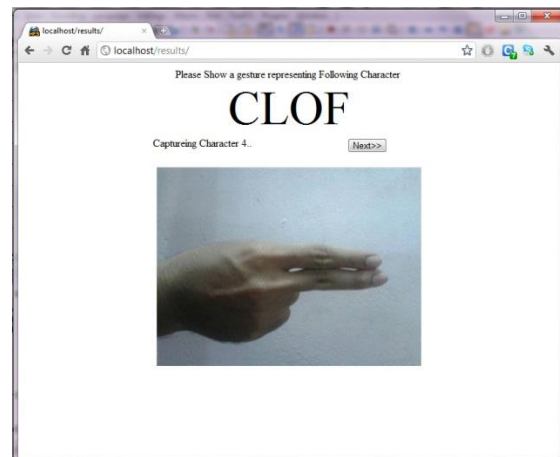 localhost/results/
localhost/results/
Please Show a gesture representing Following Character
CLOF
Captureing Character 4..
Next>>